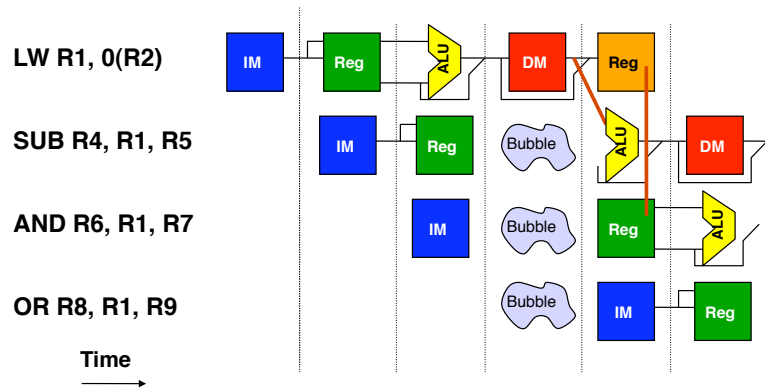 LW R1, 0(R2) IM Reg ALU DM Reg
SUB R4, R1, R5 IM Reg Bubble ALU DM
AND R6, R1, R7 IM Bubble Reg ALU
OR R8, R1, R9 Bubble IM Reg
Time